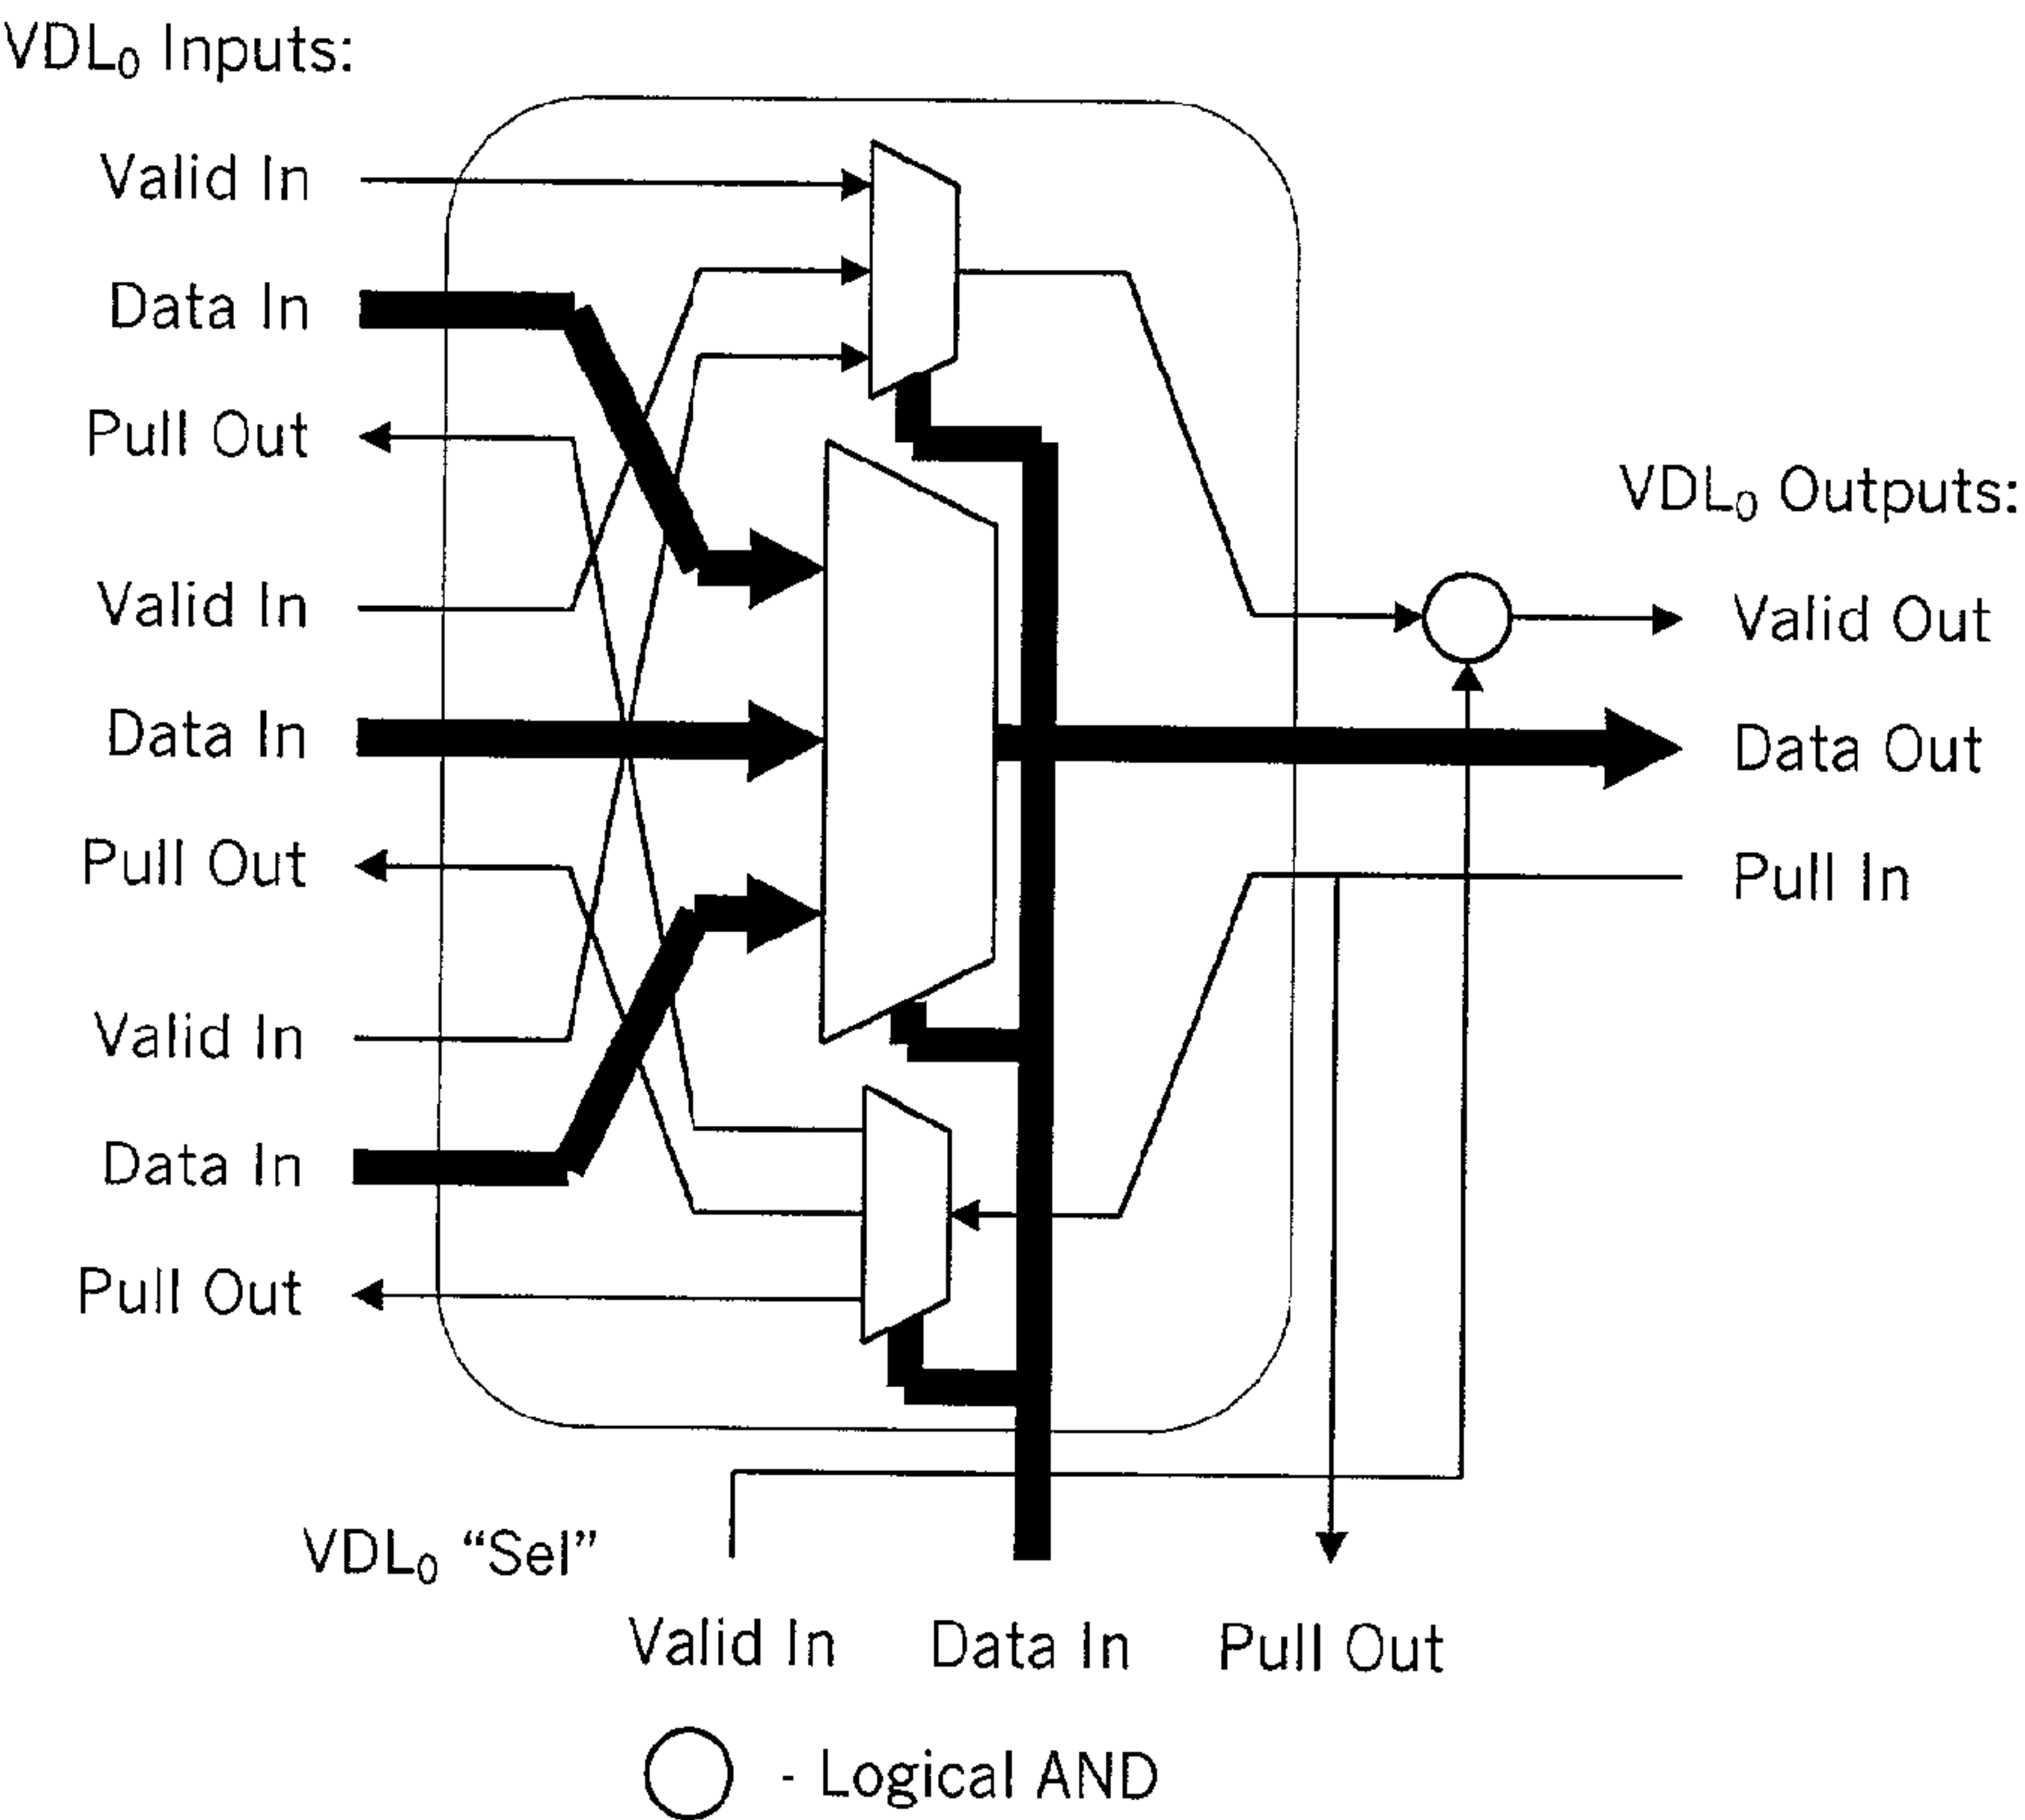 VDL₀ Inputs:
Valid In
Data In
Pull Out
Valid In
Data In
Pull Out
Valid In
Data In
Pull Out
VDL₀ Outputs:
Valid Out
Data Out
Pull In
VDL₀ “Sel”
Valid In
Data In
Pull Out
- Logical AND